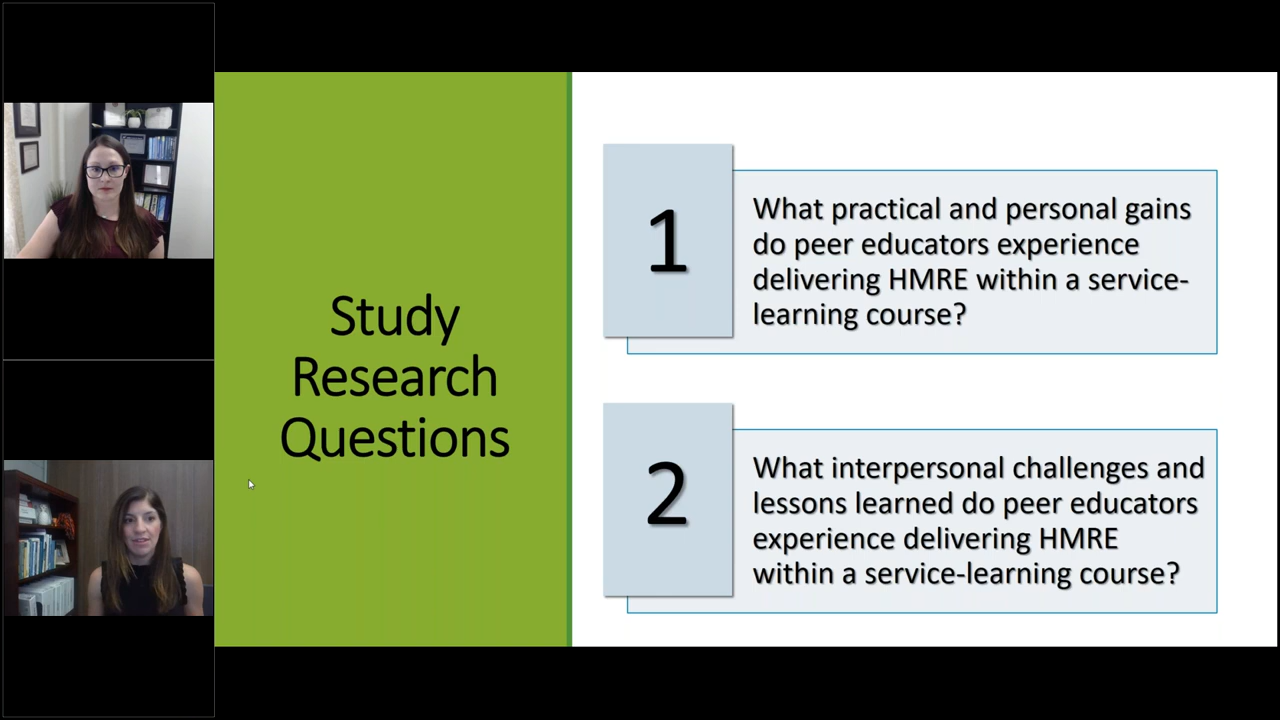 Study
Research
Questions
1
What practical and personal gains
do peer educators experience
delivering HMRE within a service-
learning course?
2
What interpersonal challenges and
lessons learned do peer educators
experience delivering HMRE
within a service-learning course?